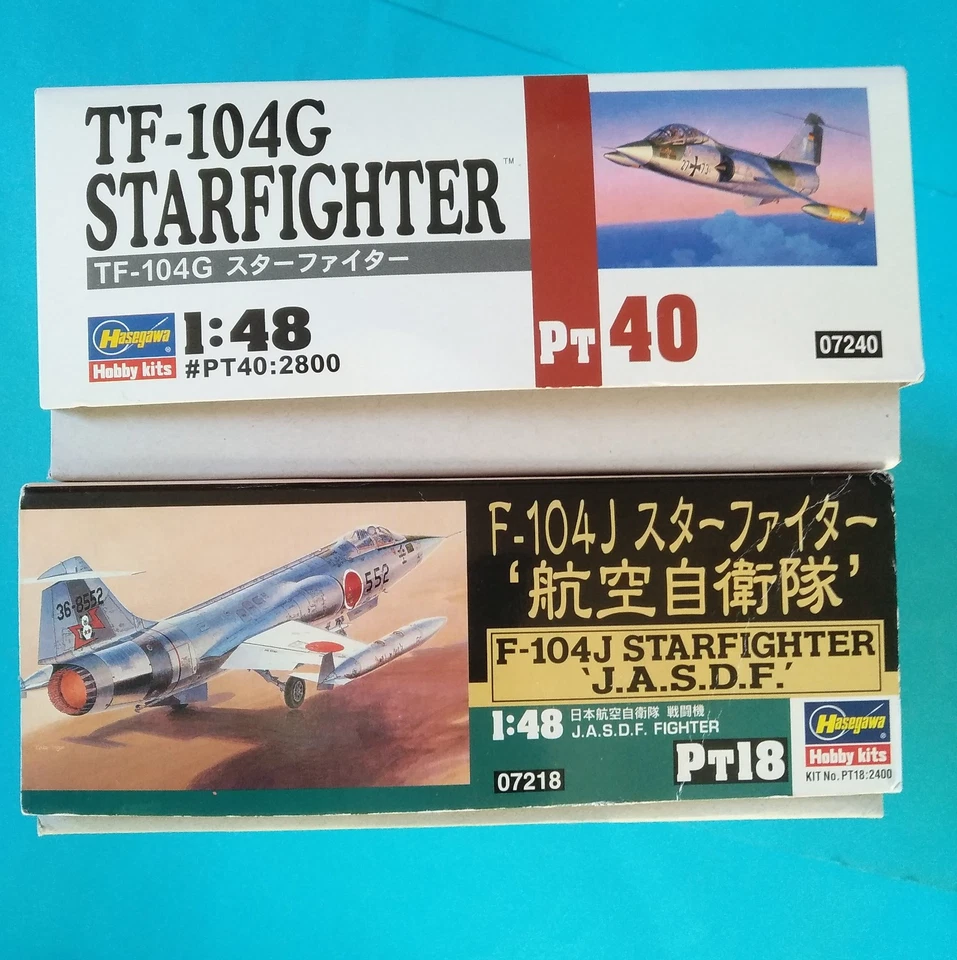 TF-104G
STARFIGHTER™
TF-104G スターファイター
Hasegawa®
Hobby kits
1:48
#PT40:2800
PT 40
07240
27 73
F-104J スターファイター
‘航空自衛隊’
F-104J STARFIGHTER
‘J.A.S.D.F.’
1:48 日本航空自衛隊 戦闘機
J.A.S.D.F. FIGHTER
PT18
07218
Hasegawa®
Hobby kits
KIT No. PT18:2400
36-8552
552